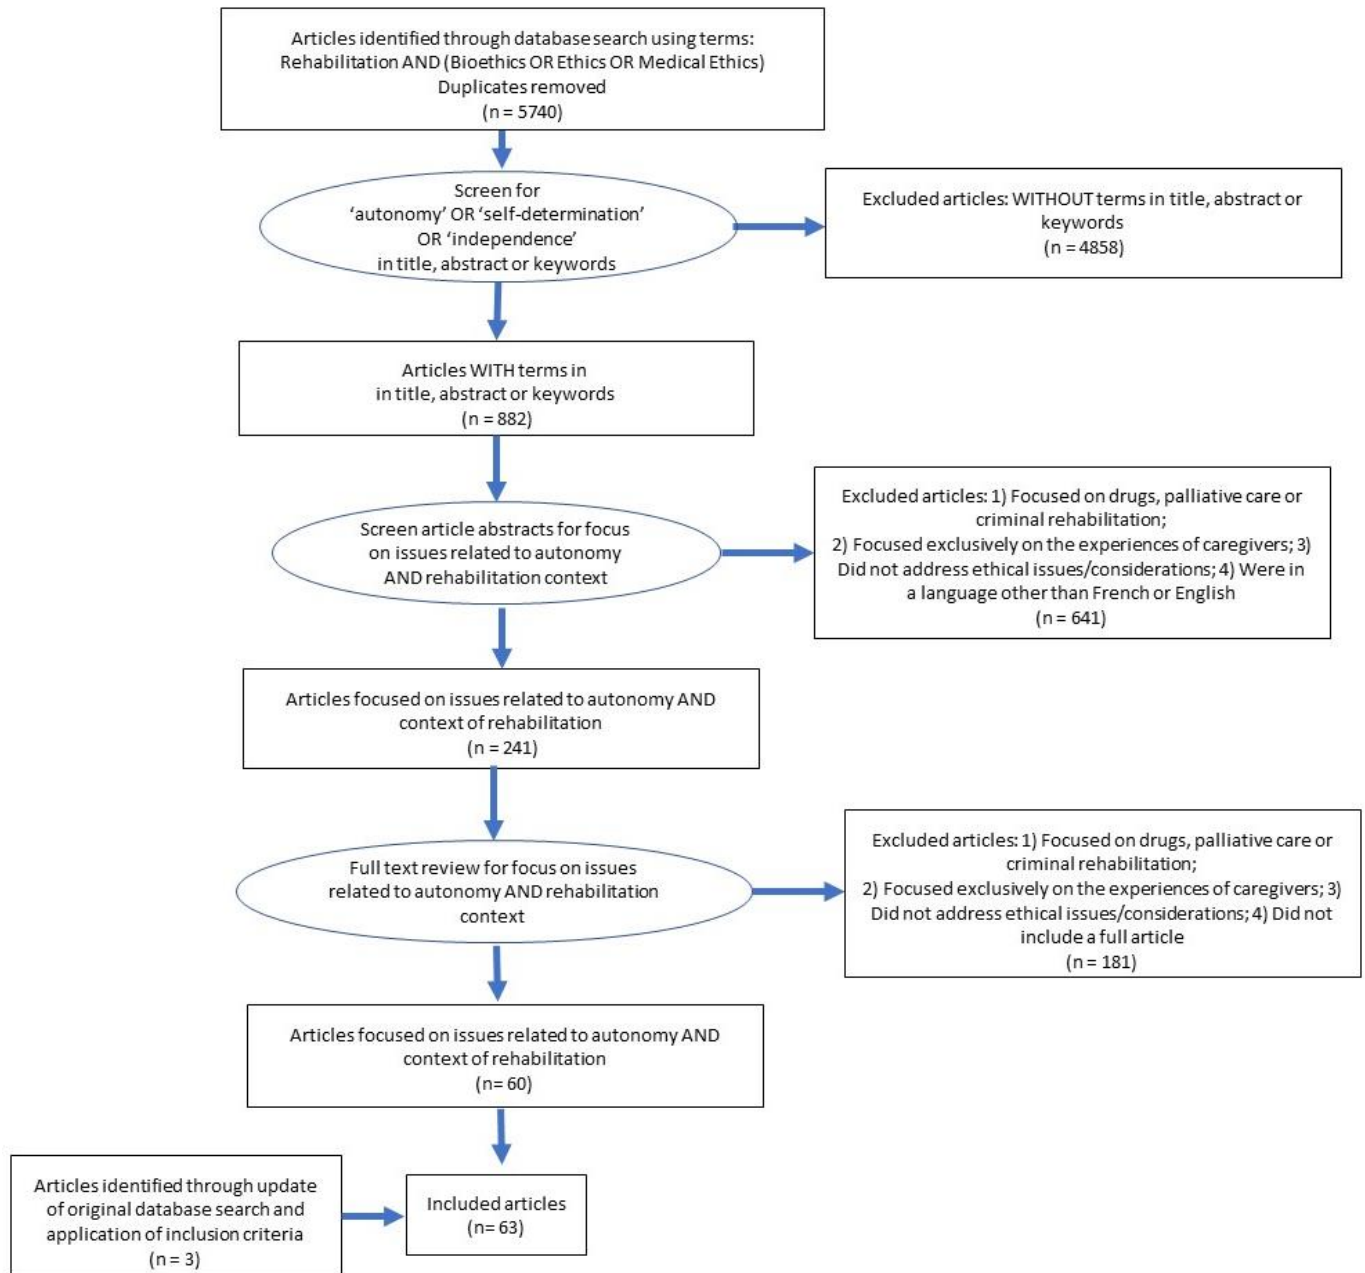 Articles identified through database search using terms:
Rehabilitation AND (Bioethics OR Ethics OR Medical Ethics)
Duplicates removed
(n = 5740)
Screen for
‘autonomy’ OR ‘self-determination’
OR ‘independence’
in title, abstract or keywords
Excluded articles: WITHOUT terms in title, abstract or
keywords
(n = 4858)
Articles WITH terms in
in title, abstract or keywords
(n = 882)
Screen article abstracts for focus
on issues related to autonomy
AND rehabilitation context
Excluded articles: 1) Focused on drugs, palliative care or
criminal rehabilitation;
2) Focused exclusively on the experiences of caregivers; 3)
Did not address ethical issues/considerations; 4) Were in
a language other than French or English
(n = 641)
Articles focused on issues related to autonomy AND
context of rehabilitation
(n = 241)
Full text review for focus on issues
related to autonomy AND rehabilitation
context
Excluded articles: 1) Focused on drugs, palliative care or
criminal rehabilitation;
2) Focused exclusively on the experiences of caregivers; 3)
Did not address ethical issues/considerations; 4) Did not
include a full article
(n = 181)
Articles focused on issues related to autonomy AND
context of rehabilitation
(n= 60)
Articles identified through update
of original database search and
application of inclusion criteria
(n = 3)
Included articles
(n= 63)